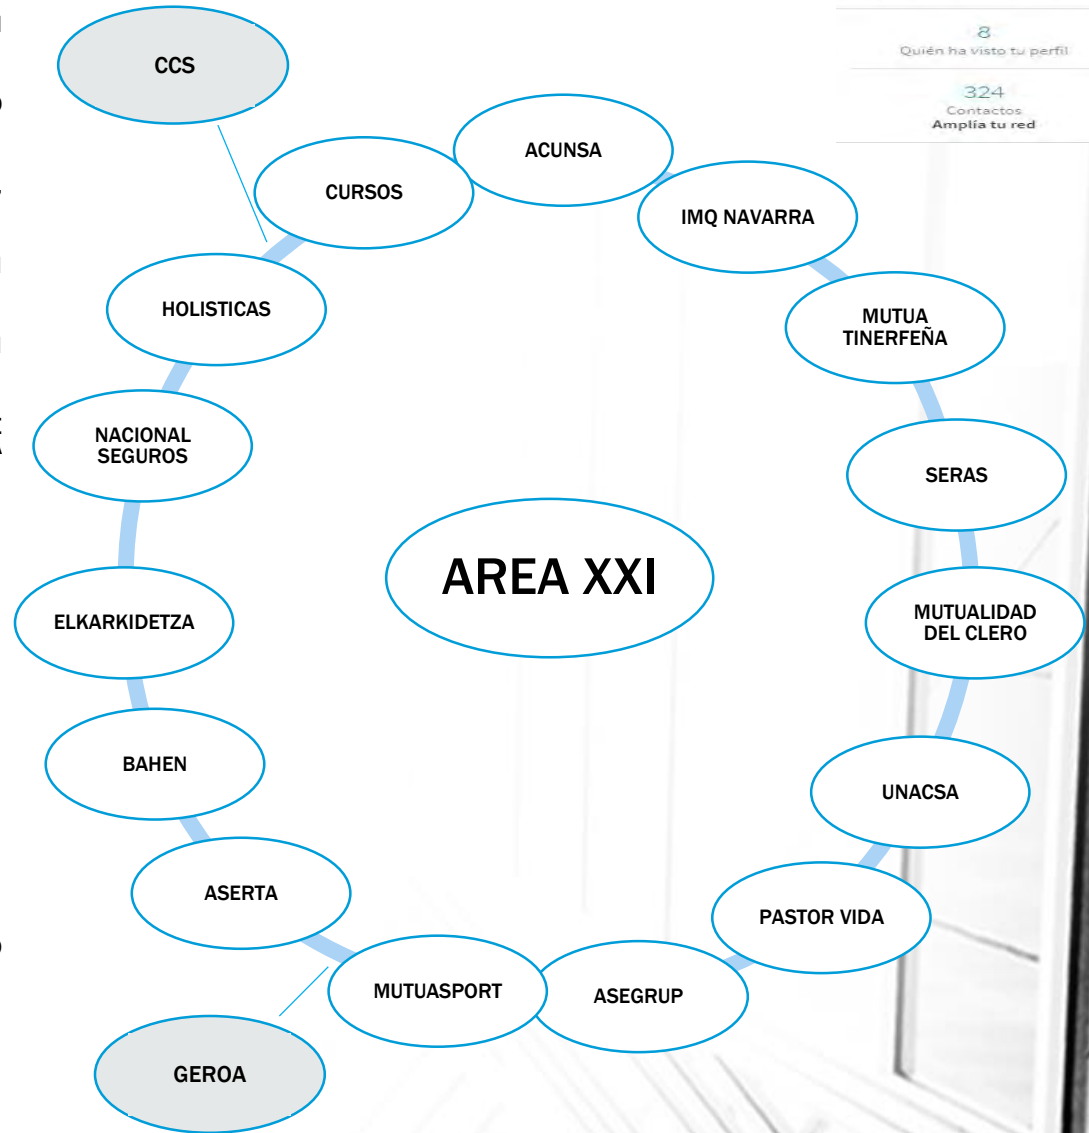 8
Quién ha visto tu perfil
324
Contactos
Amplía tu red
CCS
ACUNSA
CURSOS
IMQ NAVARRA
HOLISTICAS
MUTUA
TINERFEÑA
NACIONAL
SEGUROS
SERAS
AREA XXI
ELKARKIDETZA
MUTUALIDAD
DEL CLERO
BAHEN
UNACSA
ASERTA
PASTOR VIDA
MUTUASPORT
ASEGRUP
GEROA